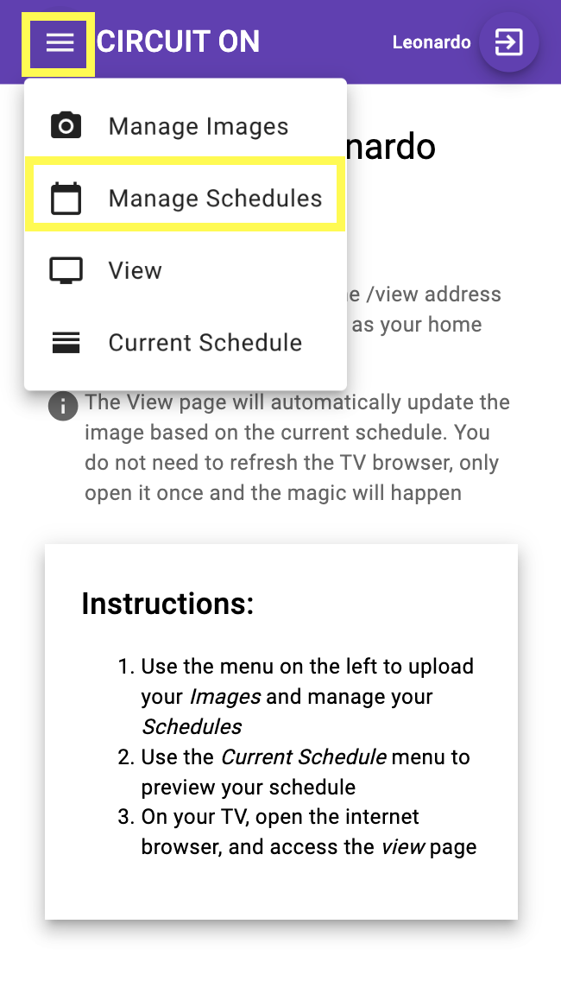 CIRCUIT ON
Leonardo
Manage Images
nardo
Manage Schedules
View
e /view address
as your home
Current Schedule
The View page will automatically update the
image based on the current schedule. You
do not need to refresh the TV browser, only
open it once and the magic will happen
Instructions:
1. Use the menu on the left to upload
your Images and manage your
Schedules
2. Use the Current Schedule menu to
preview your schedule
3. On your TV, open the internet
browser, and access the view page